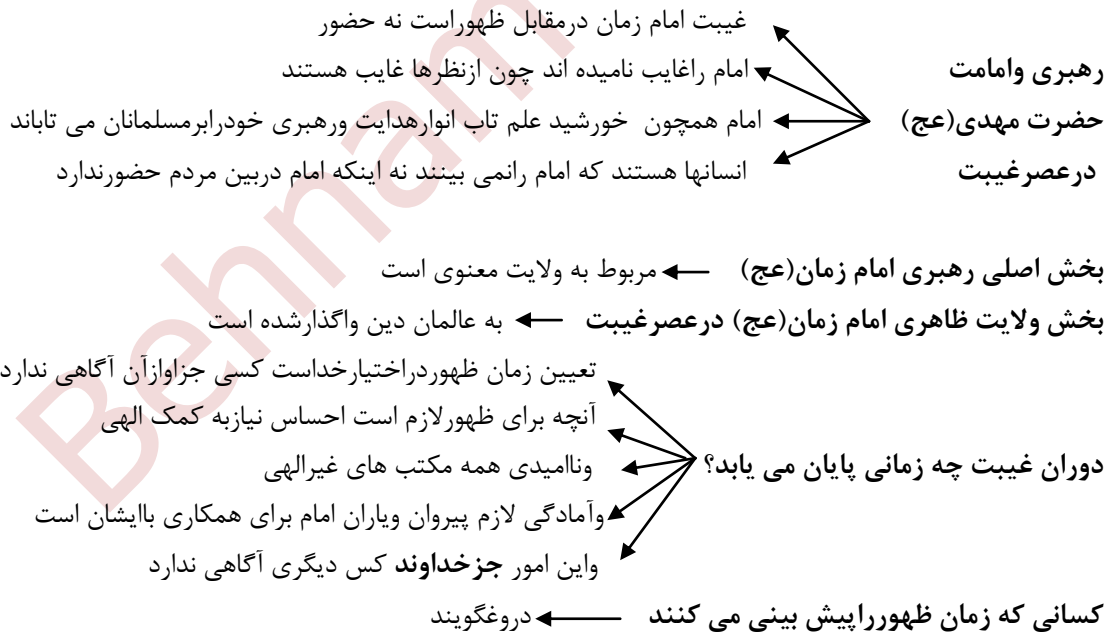 غیبت امام زمان درمقابل ظهوراست نه حضور
رهبری وامامت امام راغایب نامیده اند چون ازنظرها غایب هستند
حضرت مهدی(عج) امام همچون خورشید علم تاب انوارهدایت ورهبری خودرابرمسلمانان می تاباند
درعصرغیبت انسانها هستند که امام رانمی بینند نه اینکه امام دربین مردم حضورندارد
بخش اصلی رهبری امام زمان(عج) مربوط به ولایت معنوی است
بخش ولایت ظاهری امام زمان(عج) درعصرغیبت به عالمان دین واگذارشده است
تعیین زمان ظهوردراختیارخداست کسی جزاوازآن آگاهی ندارد
آنچه برای ظهورلازم است احساس نیازبه کمک الهی
دوران غیبت چه زمانی پایان می یابد؟ وناامیدی همه مکتب های غیرالهی
وآمادگی لازم پیروان ویاران امام برای همکاری باایشان است
واین امور جزخداوند کس دیگری آگاهی ندارد
کسانی که زمان ظهورراپیش بینی می کنند دروغگویند
Behnam